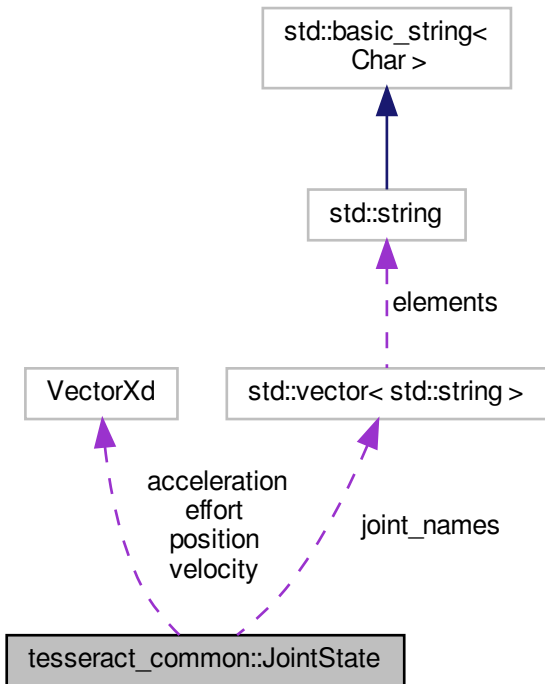 std::basic_string<
Char >
std::string
elements
VectorXd
std::vector< std::string >
acceleration
effort
position
velocity
joint_names
tesseract_common::JointState